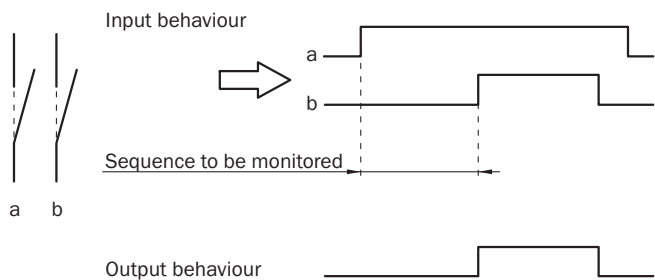 Input behaviour
a
b
Sequence to be monitored
a b
Output behaviour